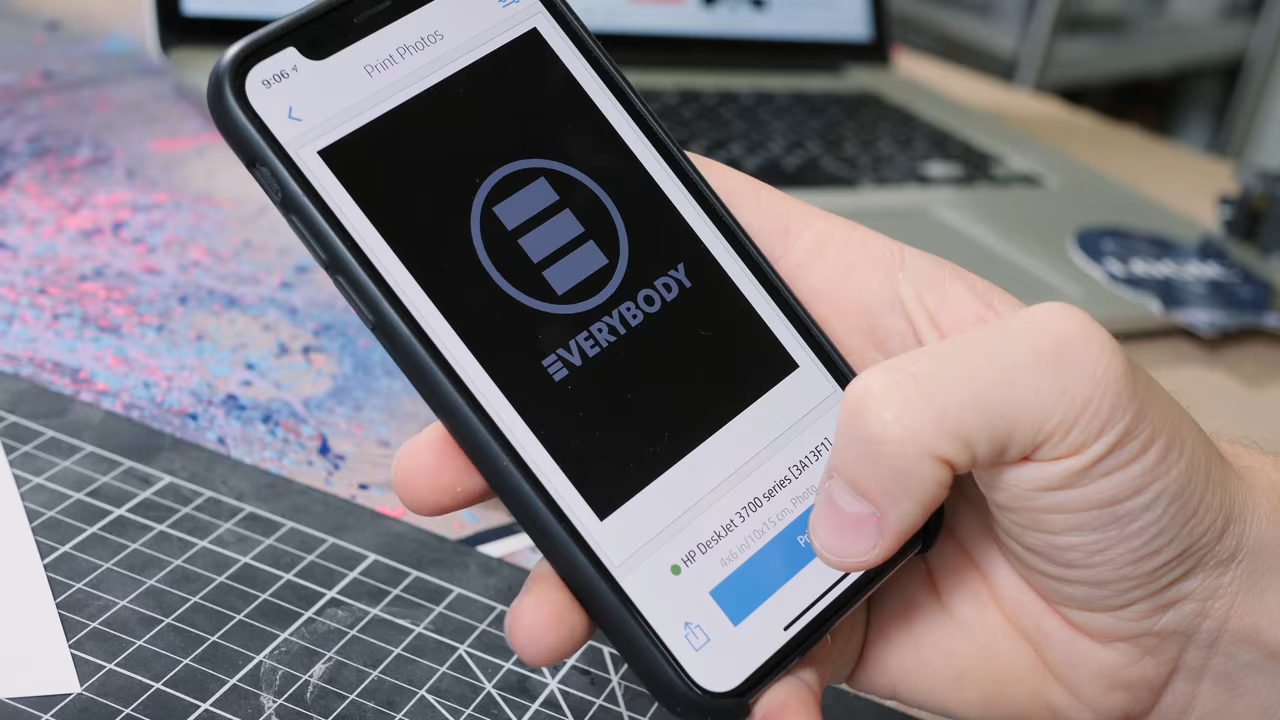 9:06
Print Photos
EVERYBODY
HP DeskJet 3700 series [3A13F1]
4x6 in/10x15 cm, Photo